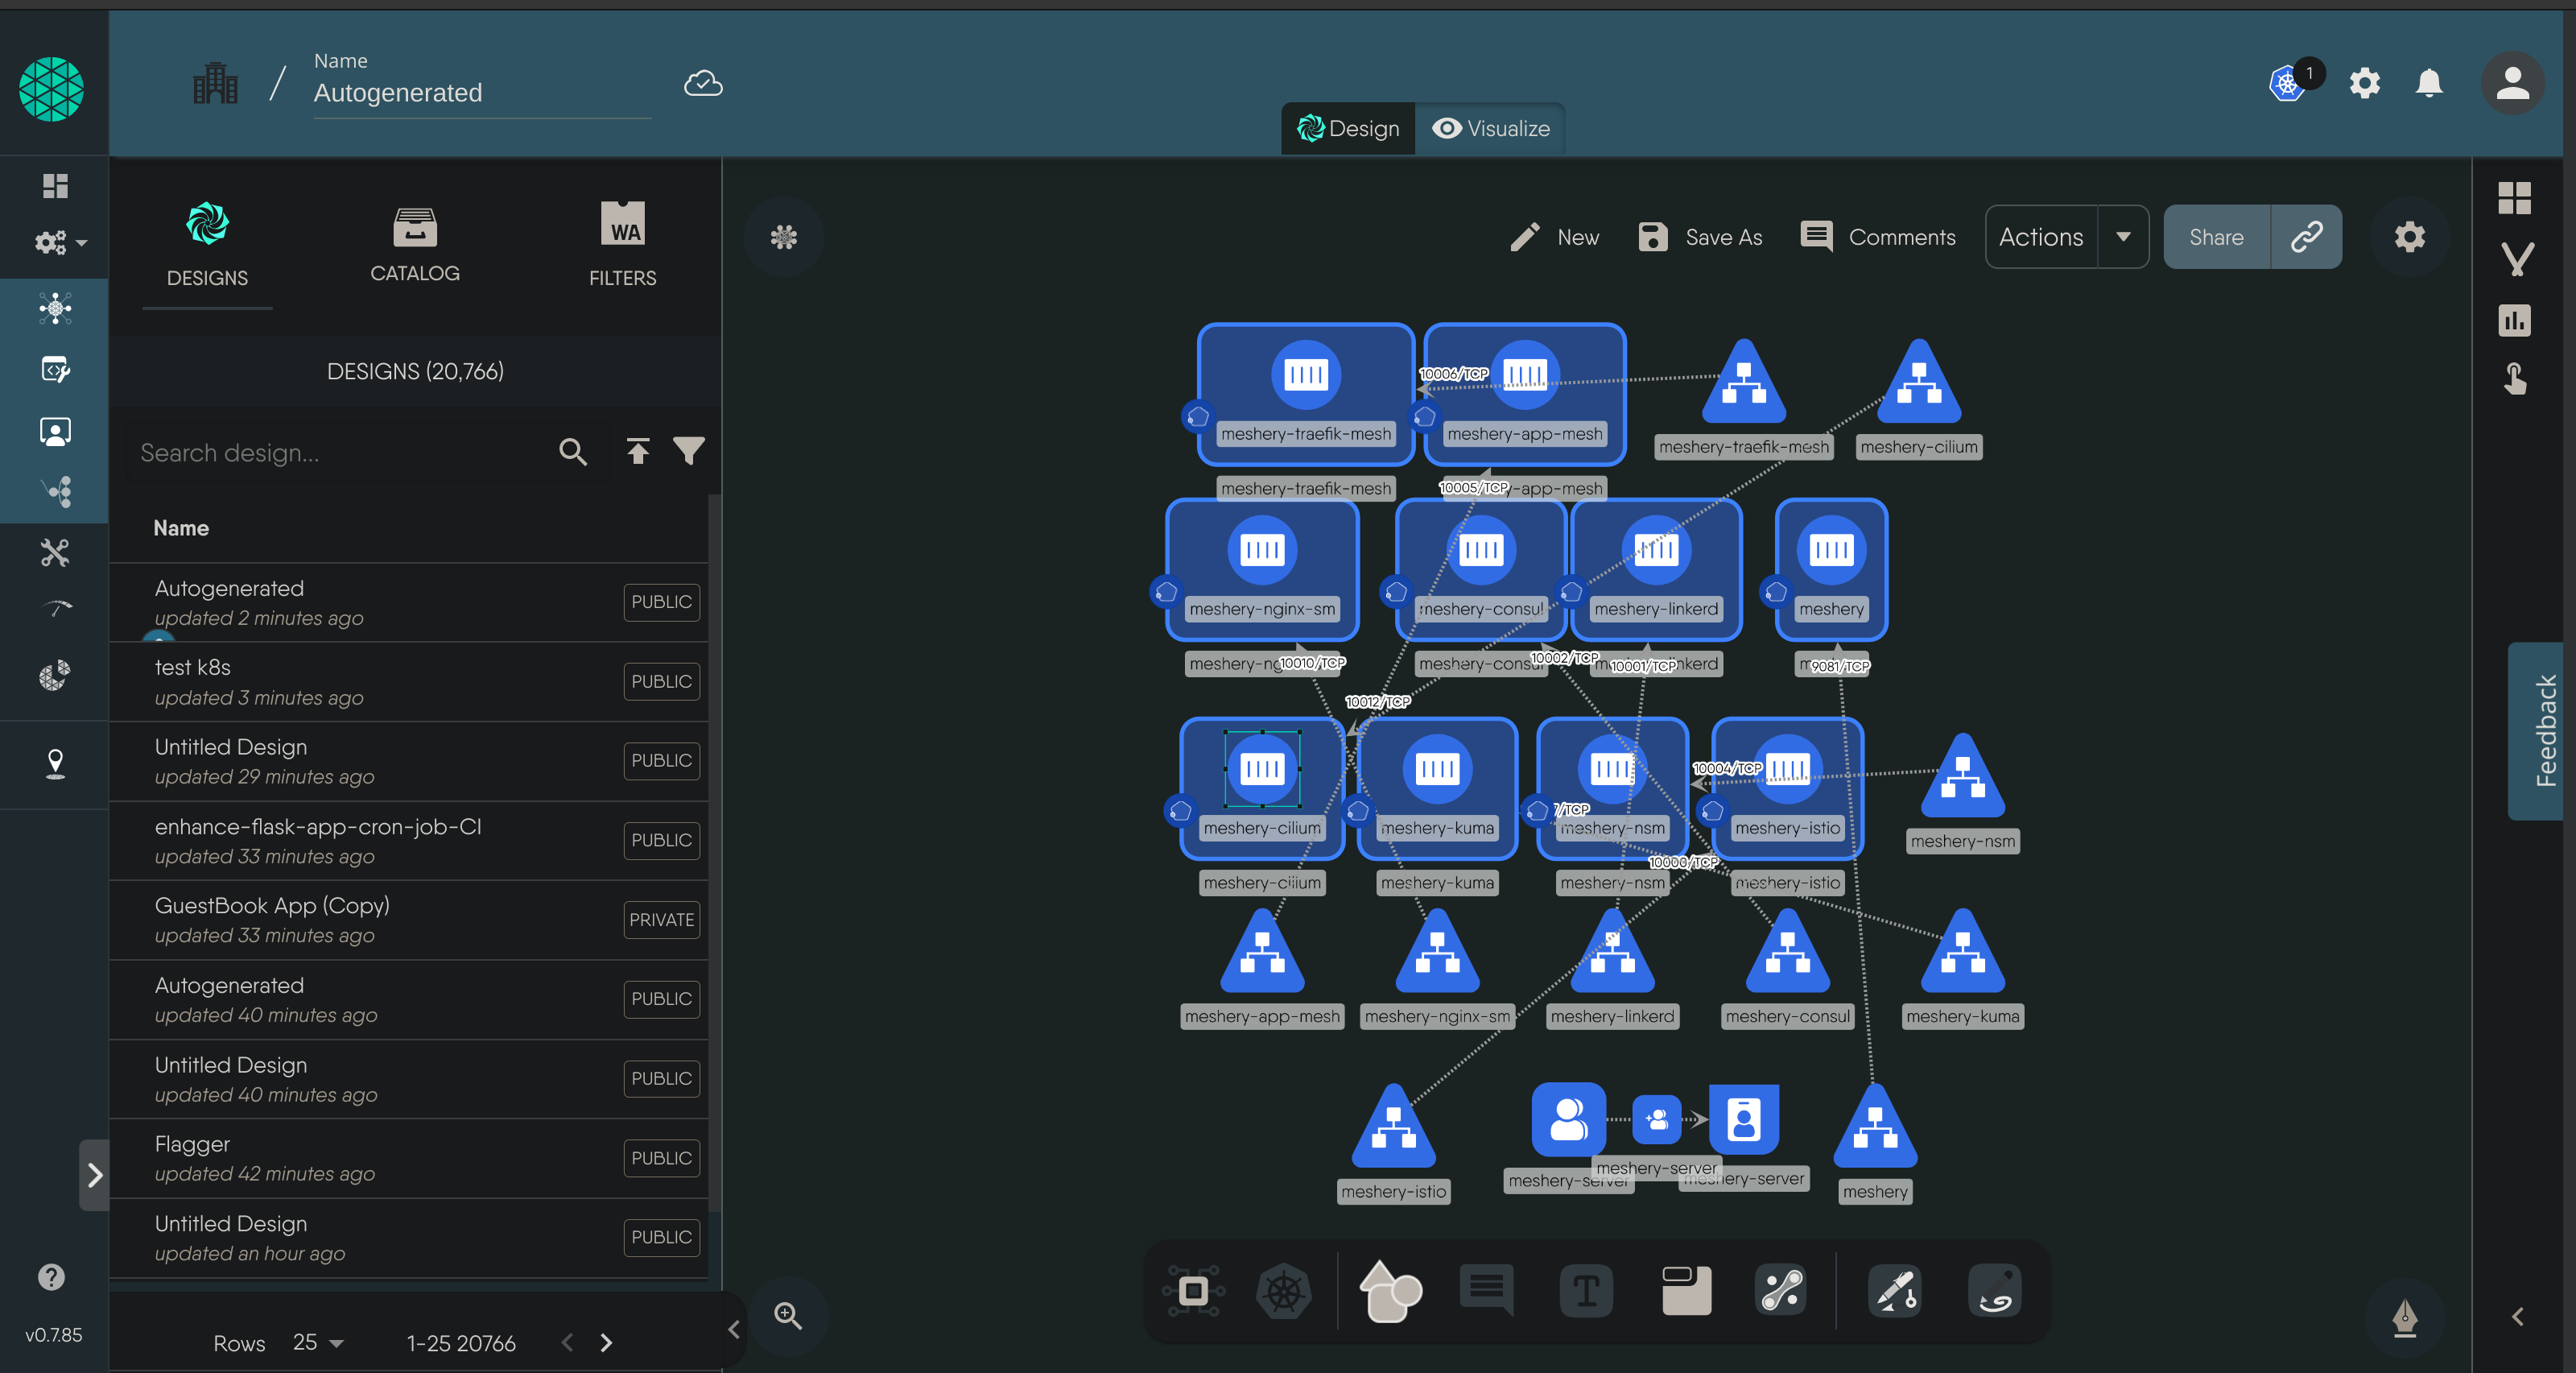 Name
Autogenerated
1
Design
Visualize
DESIGNS
CATALOG
WA
FILTERS
DESIGNS (20,766)
Search design...
Name
Autogenerated
updated 2 minutes ago
PUBLIC
test k8s
updated 3 minutes ago
PUBLIC
Untitled Design
updated 29 minutes ago
PUBLIC
enhance-flask-app-cron-job-CI
updated 33 minutes ago
PUBLIC
GuestBook App (Copy)
updated 33 minutes ago
PRIVATE
Autogenerated
updated 40 minutes ago
PUBLIC
Untitled Design
updated 40 minutes ago
PUBLIC
Flagger
updated 42 minutes ago
PUBLIC
Untitled Design
updated an hour ago
PUBLIC
Rows 25 1-25 20766
v0.7.85
New
Save As
Comments
Actions
Share
10006/TCP
meshery-traefik-mesh
meshery-app-mesh
meshery-traefik-mesh
meshery-cilium
meshery-traefik-mesh
10005/TCP
-app-mesh
meshery-nginx-sm
meshery-consul
meshery-linkerd
meshery
10010/TCP
meshery-consul
10002/TCP
10001/TCP
9081/TCP
10012/TCP
10004/TCP
7/TCP
meshery-cilium
meshery-kuma
meshery-nsm
meshery-istio
meshery-nsm
10000/TCP
meshery-cilium
meshery-kuma
meshery-nsm
meshery-istio
meshery-app-mesh
meshery-nginx-sm
meshery-linkerd
meshery-consul
meshery-kuma
meshery-istio
meshery-server
meshery-server
meshery-server
meshery
Feedback